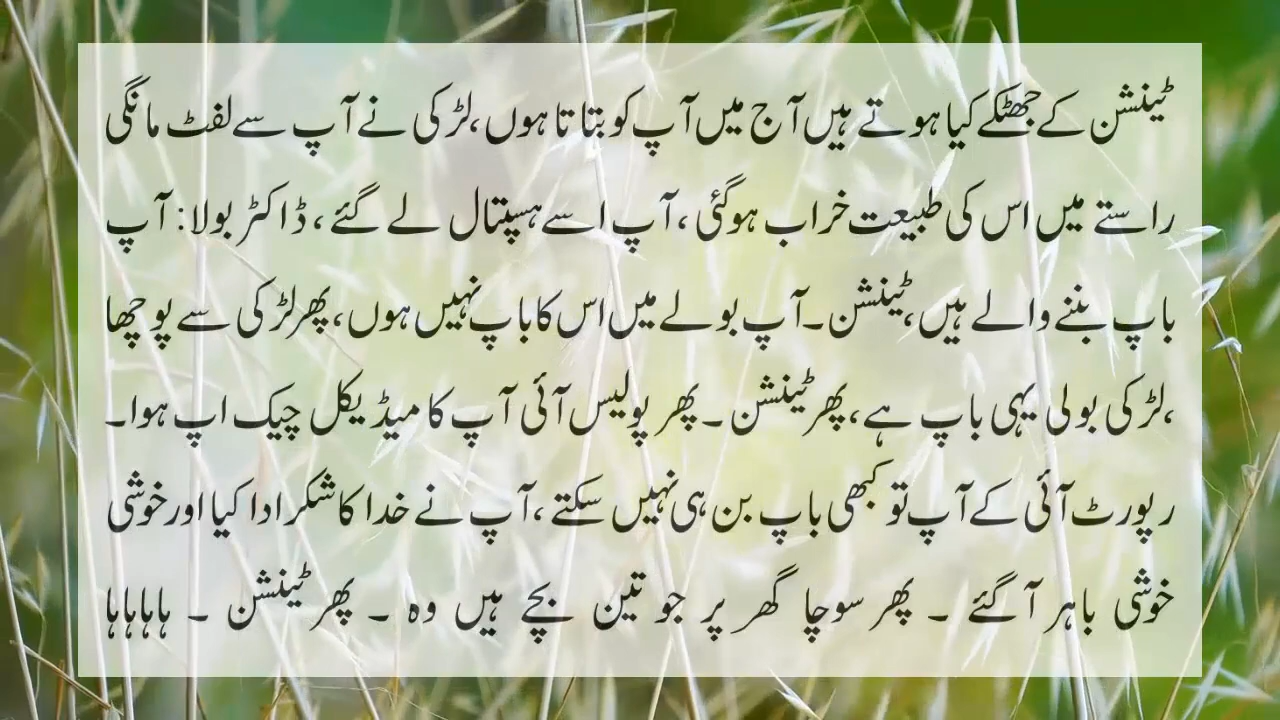 ٹینشن کے جھٹکے کیا ہوتے ہیں آج میں آپ کو بتا تا ہوں،لڑکی نے آپ سے لفٹ مانگی
راستے میں اس کی طبیعت خراب ہوگئی ،آپ اسے ہسپتال لے گئے ، ڈاکٹر بولا: آپ
باپ بننے والے ہیں،ٹینشن۔آپ بولے میں اس کا باپ نہیں ہوں،پھر لڑکی سے پوچھا
،لڑکی بولی یہی باپ ہے،پھر ٹینشن ۔پھر پولیس آئی آپ کا میڈیکل چیک اپ ہوا۔
رپورٹ آئی کے آپ تو کبھی باپ بن ہی نہیں سکتے ،آپ نے خدا کا شکر ادا کیا اور خوشی
خوشی باہر آگئے ۔ پھر سوچا گھر پر جو تین بچے ہیں وہ ۔ پھر ٹینشن ۔ ہاہاہاہا